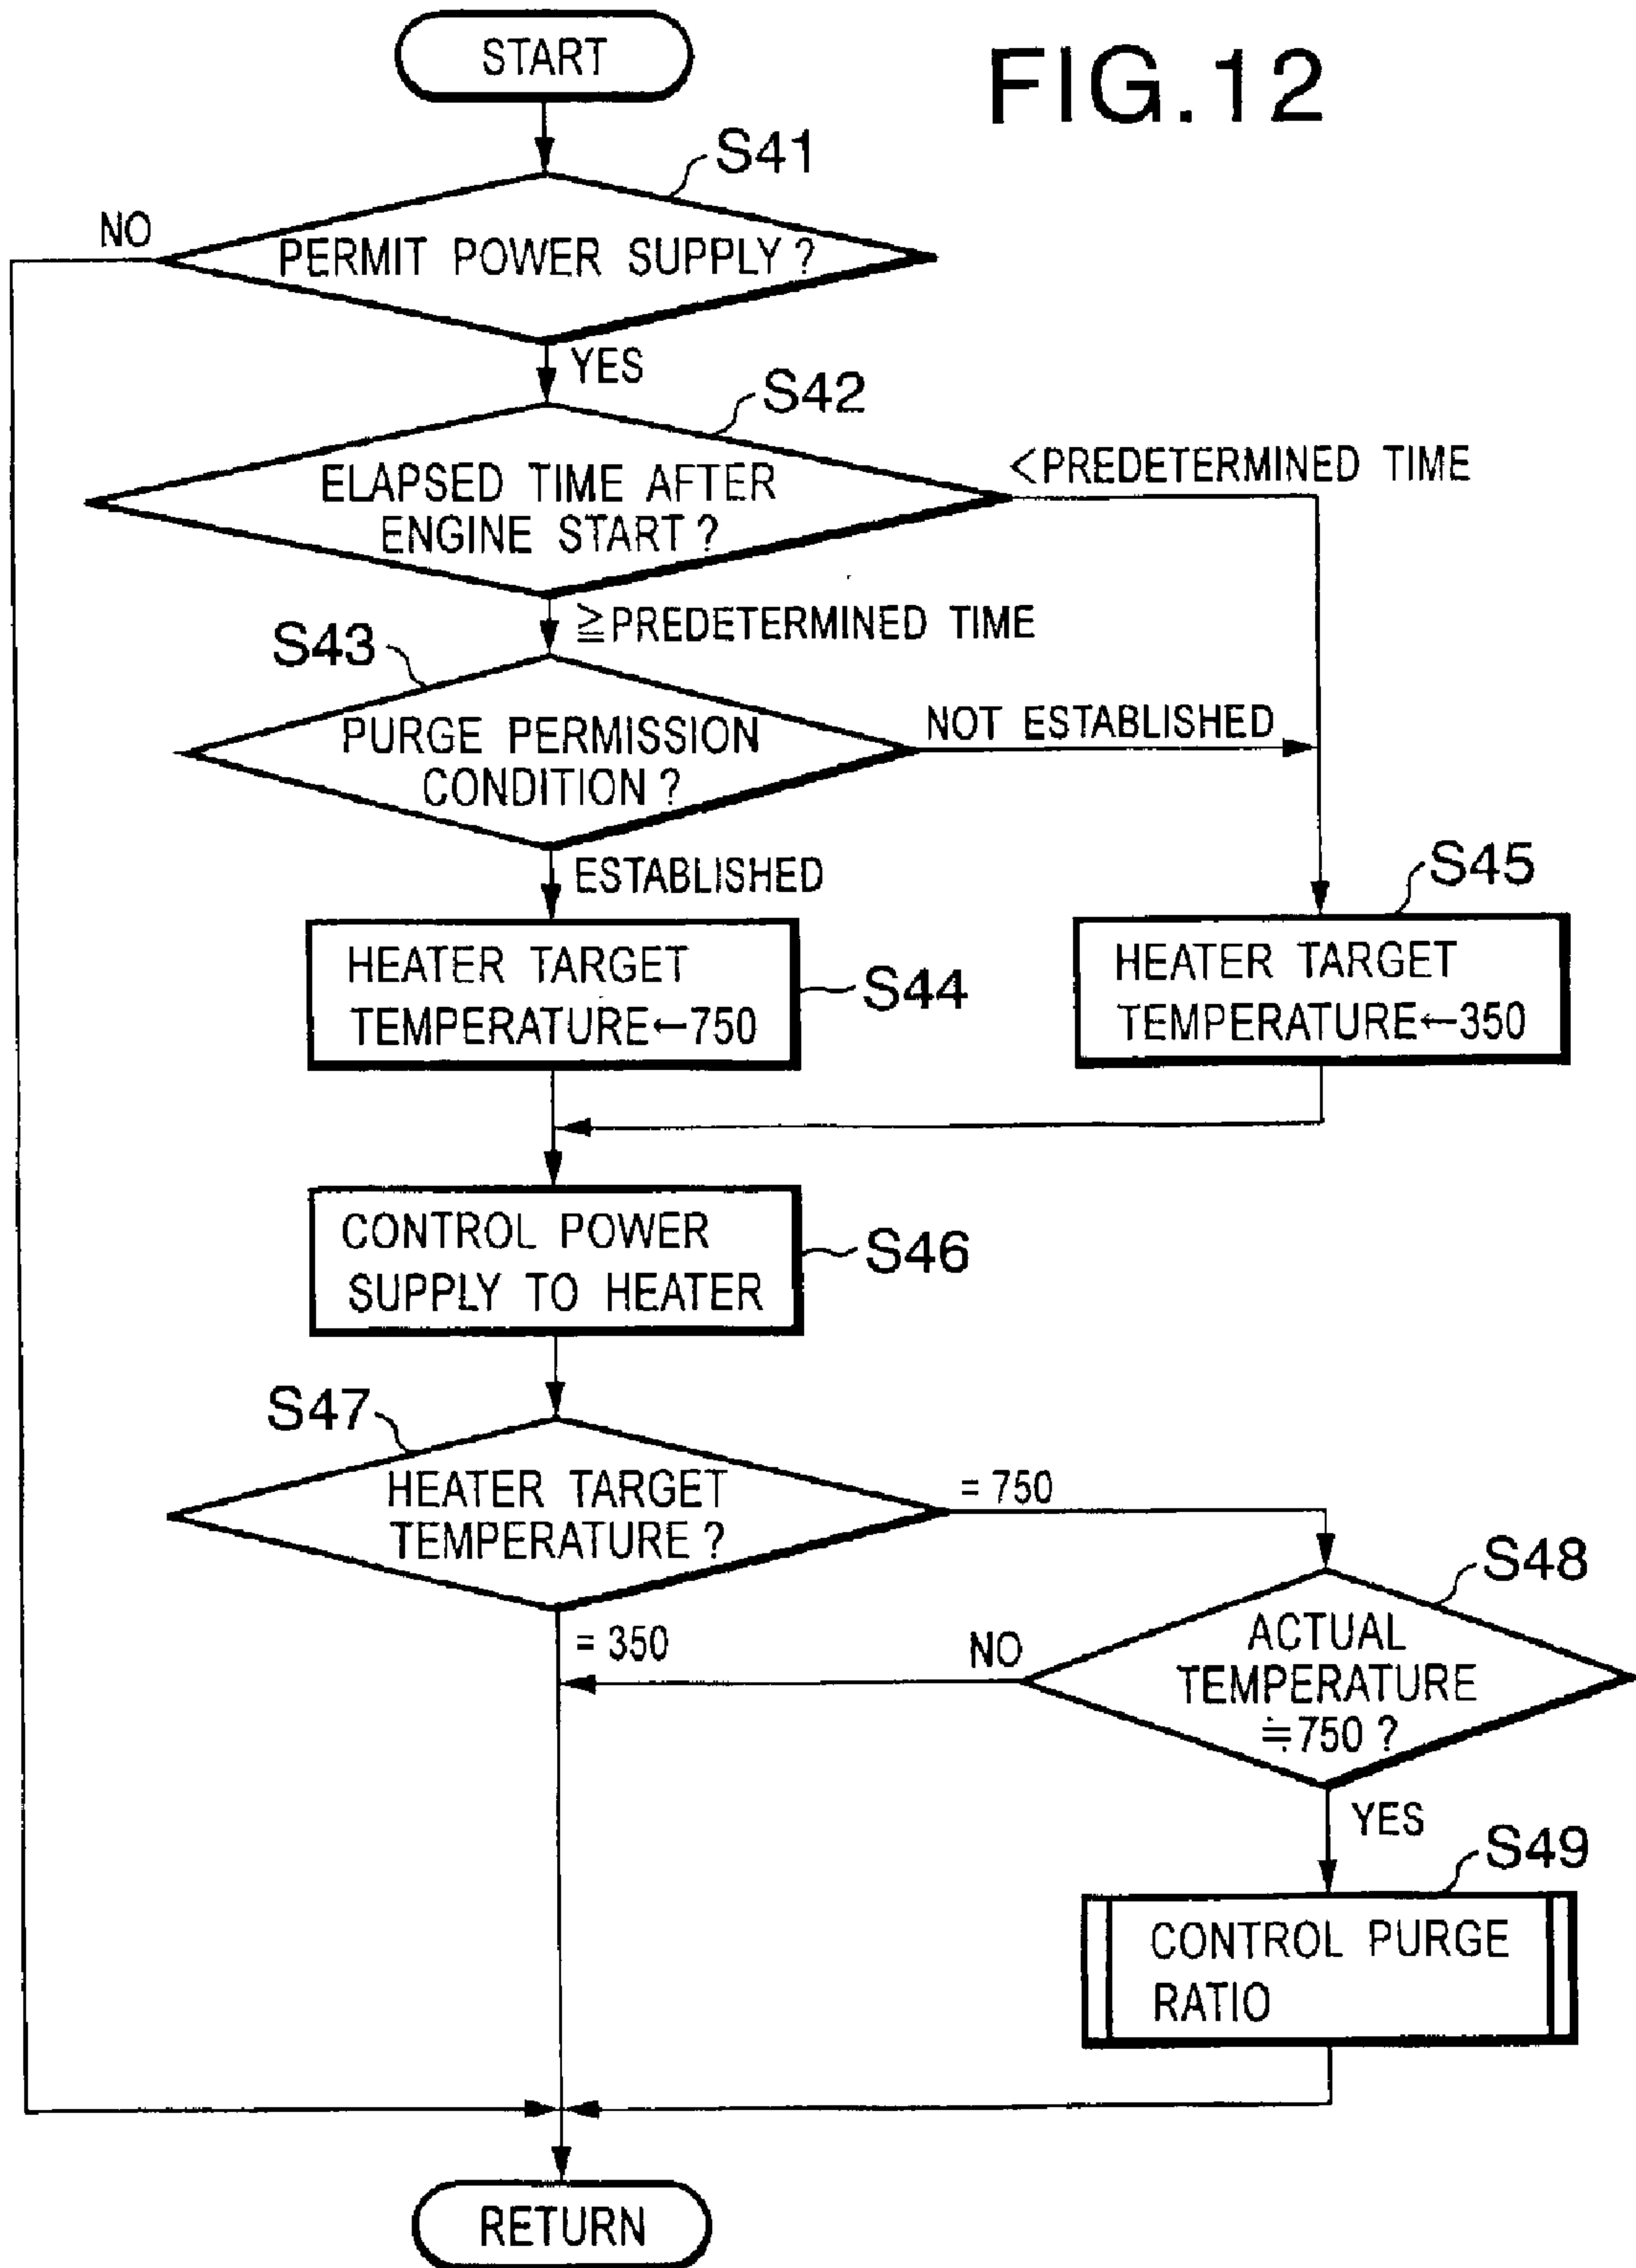 START
FIG.12
S41
NO
PERMIT POWER SUPPLY ?
YES
S42
ELAPSED TIME AFTER
ENGINE START ?
<PREDETERMINED TIME
≧PREDETERMINED TIME
S43
PURGE PERMISSION
CONDITION ?
NOT ESTABLISHED
ESTABLISHED
S45
HEATER TARGET
TEMPERATURE←750
S44
HEATER TARGET
TEMPERATURE←350
CONTROL POWER
SUPPLY TO HEATER
S46
S47
HEATER TARGET
TEMPERATURE ?
= 750
= 350
S48
NO
ACTUAL
TEMPERATURE
≒750 ?
YES
S49
CONTROL PURGE
RATIO
RETURN